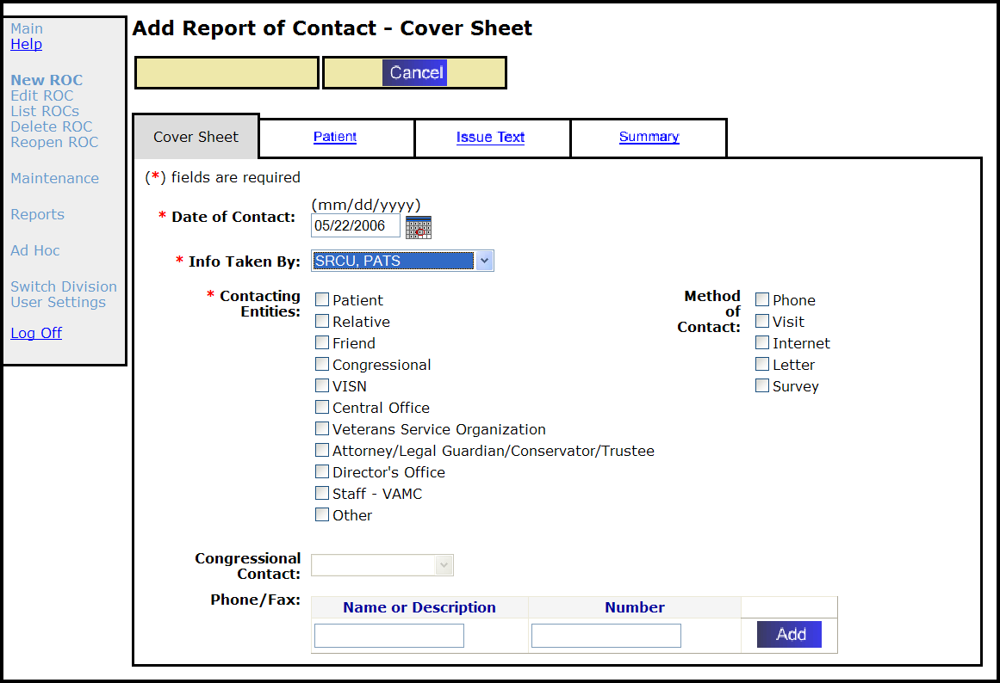 Add Report of Contact - Cover Sheet
Main
Help
New ROC
Edit ROC
List ROCs
Delete ROC
Reopen ROC
Maintenance
Reports
Ad Hoc
Switch Division
User Settings
Log Off
Cancel
Cover Sheet Patient Issue Text Summary
(*) fields are required
(mm/dd/yyyy)
* Date of Contact: 05/22/2006
* Info Taken By: SRCU, PATS
* Contacting
Entities:
Patient
Relative
Friend
Congressional
VISN
Central Office
Veterans Service Organization
Attorney/Legal Guardian/Conservator/Trustee
Director's Office
Staff - VAMC
Other
Method
of
Contact:
Phone
Visit
Internet
Letter
Survey
Congressional
Contact:
Phone/Fax:
Name or Description Number
Add